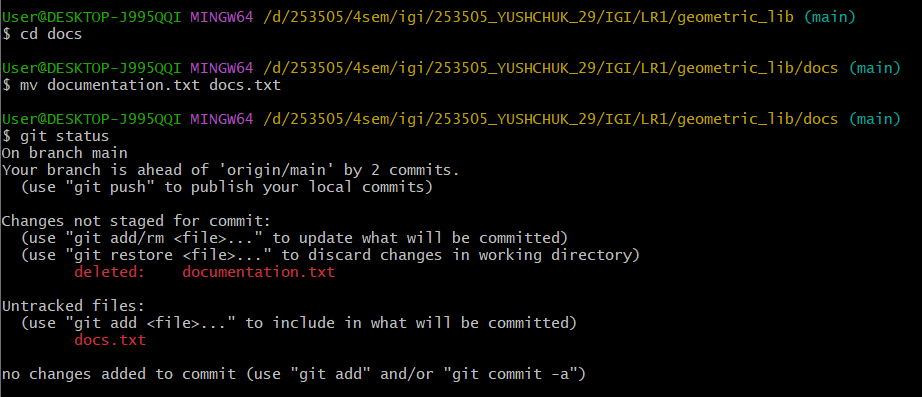 User@DESKTOP-J995QQI MINGW64 /d/253505/4sem/igi/253505_YUSHCHUK_29/IGI/LR1/geometric_lib (main)
$ cd docs
User@DESKTOP-J995QQI MINGW64 /d/253505/4sem/igi/253505_YUSHCHUK_29/IGI/LR1/geometric_lib/docs (main)
$ mv documentation.txt docs.txt
User@DESKTOP-J995QQI MINGW64 /d/253505/4sem/igi/253505_YUSHCHUK_29/IGI/LR1/geometric_lib/docs (main)
$ git status
On branch main
Your branch is ahead of 'origin/main' by 2 commits.
  (use "git push" to publish your local commits)
Changes not staged for commit:
  (use "git add/rm <file>..." to update what will be committed)
  (use "git restore <file>..." to discard changes in working directory)
        deleted:    documentation.txt
Untracked files:
  (use "git add <file>..." to include in what will be committed)
        docs.txt
no changes added to commit (use "git add" and/or "git commit -a")